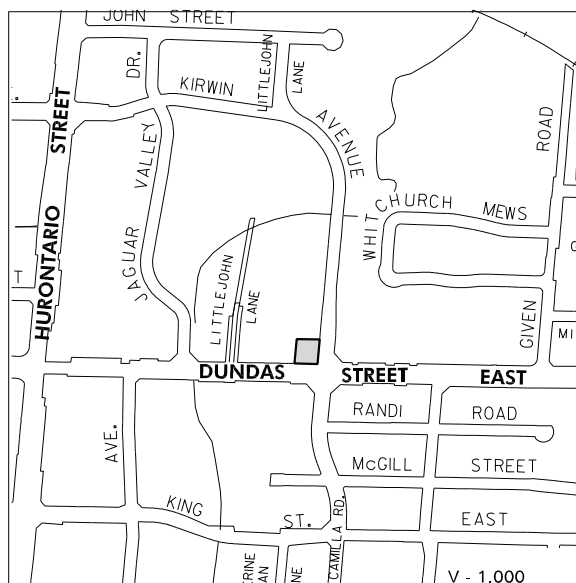 JOHN STREET
DR.
LITTLEJOHN LANE
KIRWIN AVENUE
ROAD
HURONTARIO STREET
JAGUAR VALLEY
WHITCHURCH MEWS
T
LITTLEJOHN LANE
GIVEN
MI
DUNDAS STREET EAST
RANDI ROAD
AVE.
McGILL STREET
KING ST. EAST
CAMILLA RD.
V - 1,000